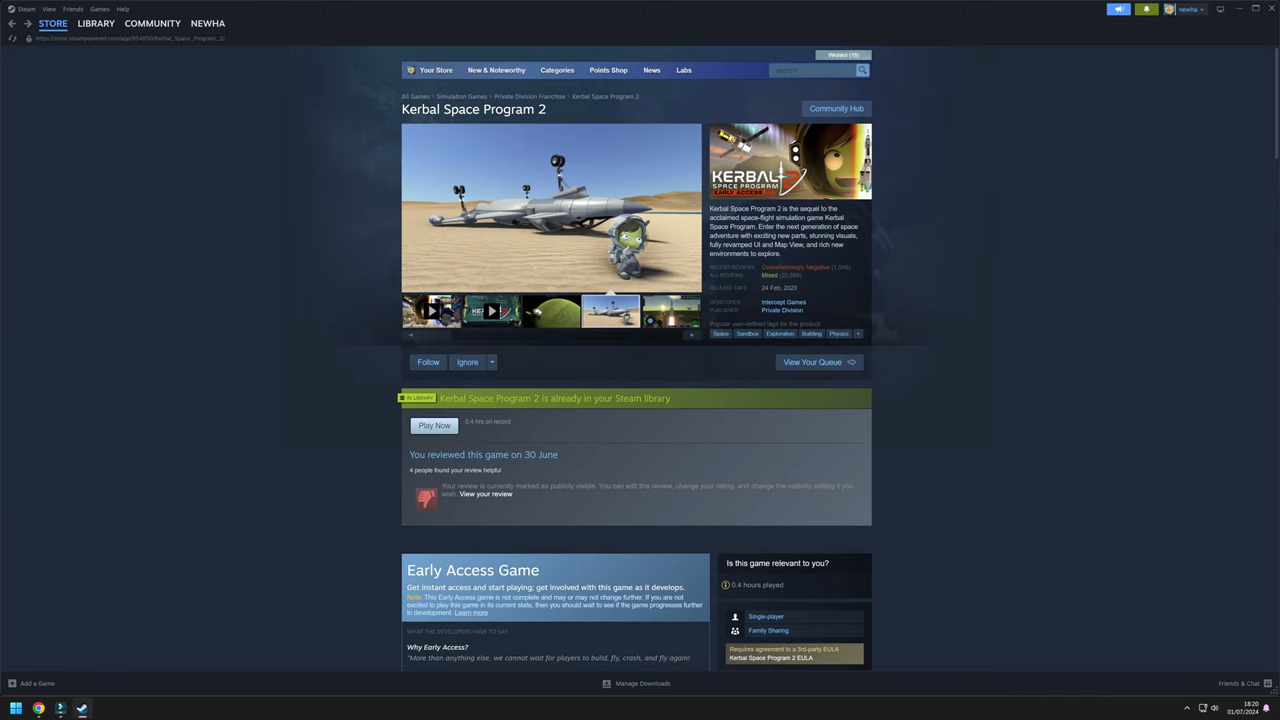 Steam View Friends Games Help
newha
STORE LIBRARY COMMUNITY NEWHA
https://store.steampowered.com/app/954850/Kerbal_Space_Program_2/
Wishlist (16)
Your Store New & Noteworthy Categories Points Shop News Labs search
All Games > Simulation Games > Private Division Franchise > Kerbal Space Program 2
Kerbal Space Program 2
Community Hub
KERBAL
SPACE PROGRAM 2
EARLY ACCESS
Kerbal Space Program 2 is the sequel to the
acclaimed space-flight simulation game Kerbal
Space Program. Enter the next generation of space
adventure with exciting new parts, stunning visuals,
fully revamped UI and Map View, and rich new
environments to explore.
RECENT REVIEWS: Overwhelmingly Negative (1,046)
ALL REVIEWS: Mixed
RELEASE DATE: 24 Feb, 2023
DEVELOPER: Intercept Games
PUBLISHER: Private Division
Popular user-defined tags for this product:
Space Sandbox Exploration Building Physics +
Follow Ignore View Your Queue
IN LIBRARY Kerbal Space Program 2 is already in your Steam library
Play Now 0.4 hrs on record
You reviewed this game on 30 June
4 people found your review helpful
Your review is currently marked as publicly visible. You can edit this review, change your rating, and change the visibility setting if you
wish. View your review
Early Access Game
Get instant access and start playing; get involved with this game as it develops.
Note: This Early Access game is not complete and may or may not change further. If you are not
excited to play this game in its current state, then you should wait to see if the game progresses further
in development. Learn more
WHAT THE DEVELOPERS HAVE TO SAY:
Why Early Access?
"More than anything else, we cannot wait for players to build, fly, crash, and fly again!
Is this game relevant to you?
0.4 hours played
Single-player
Family Sharing
Requires agreement to a 3rd-party EULA
Kerbal Space Program 2 EULA
Add a Game Manage Downloads Friends & Chat
18:20
01/07/2024